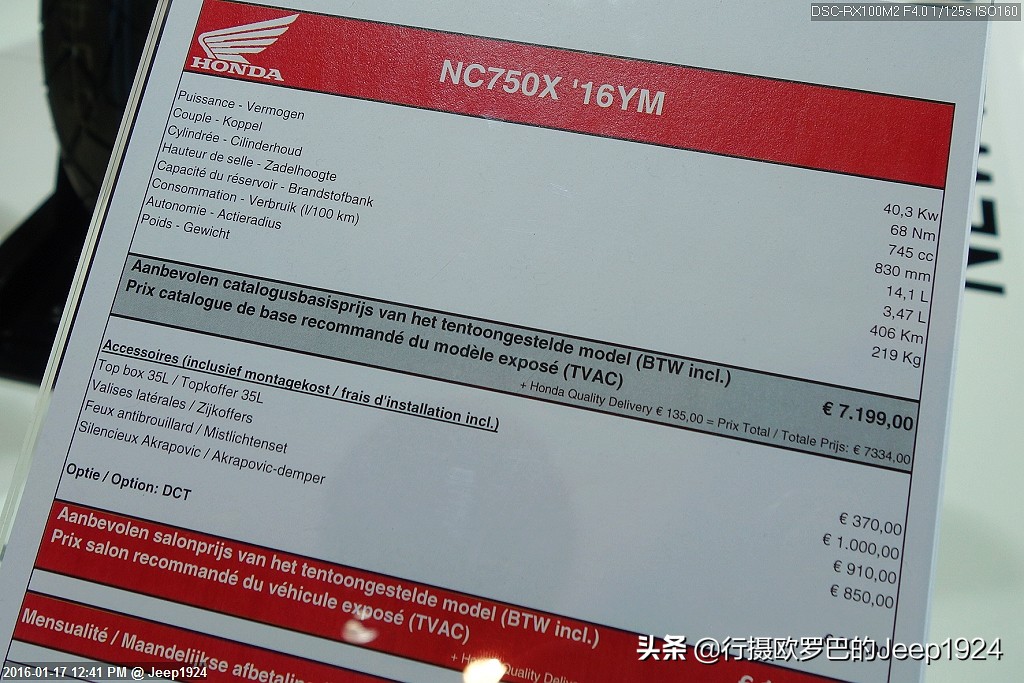 DSC-RX100M2 F4.0 1/125s ISO160
HONDA
NC750X '16YM
Puissance - Vermogen
40,3 Kw
Couple - Koppel
68 Nm
Cylindrée - Cilinderhoud
745 cc
Hauteur de selle - Zadelhoogte
830 mm
Capacité du réservoir - Brandstofbank
14,1 L
Consommation - Verbruik (l/100 km)
3,47 L
Autonomie - Actieradius
406 Km
Poids - Gewicht
219 Kg
Aanbevolen catalogusbasisprijs van het tentoongestelde model (BTW incl.)
Prix catalogue de base recommandé du modèle exposé (TVAC)
€ 7.199,00
+ Honda Quality Delivery € 135,00 = Prix Total / Totale Prijs: € 7334,00
Accessoires (inclusief montagekost / frais d'installation incl.)
Top box 35L / Topkoffer 35L
€ 370,00
Valises latérales / Zijkoffers
€ 1.000,00
Feux antibrouillard / Mistlichtenset
€ 910,00
Silencieux Akrapovic / Akrapovic-demper
€ 850,00
Optie / Option: DCT
Aanbevolen salonprijs van het tentoongestelde model (BTW incl.)
Prix salon recommandé du véhicule exposé (TVAC)
Quality
Mensualité / Maandelijkse
2016-01-17 12:41 PM @ Jeep1924
头条 @行摄欧罗巴的Jeep1924